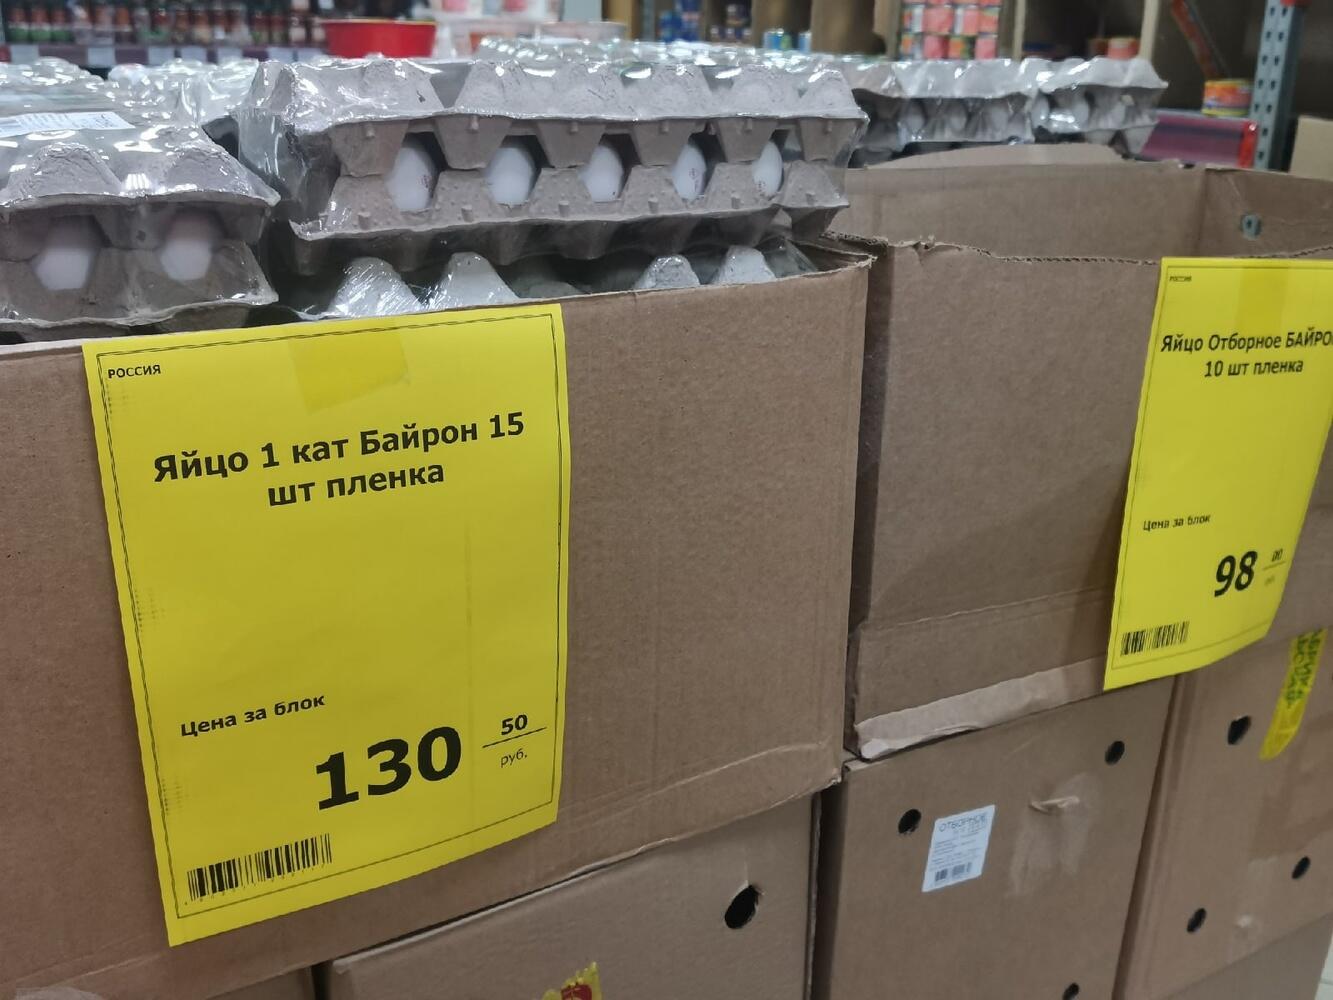 РОССИЯ
Яйцо 1 кат Байрон 15
шт пленка
Цена за блок
130
50
руб.
РОССИЯ
Яйцо Отборное БАЙРО
10 шт пленка
Цена за блок
98
00
ОТБОРНОЕ